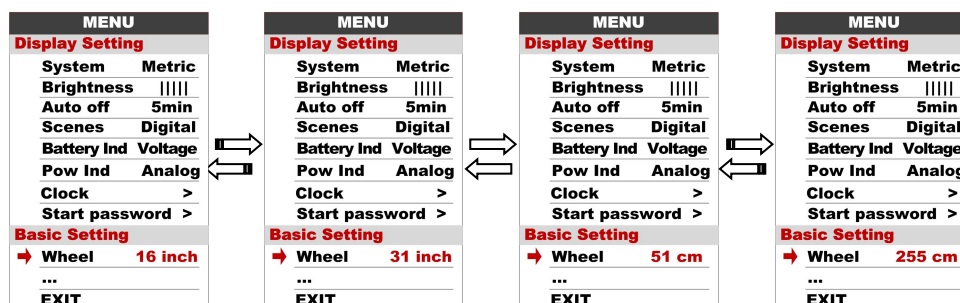 MENU
Display Setting
System Metric
Brightness |||||
Auto off 5min
Scenes Digital
Battery Ind Voltage
Pow Ind Analog
Clock >
Start password >
Basic Setting
Wheel 16 inch
...
EXIT
MENU
Display Setting
System Metric
Brightness |||||
Auto off 5min
Scenes Digital
Battery Ind Voltage
Pow Ind Analog
Clock >
Start password >
Basic Setting
Wheel 31 inch
...
EXIT
MENU
Display Setting
System Metric
Brightness |||||
Auto off 5min
Scenes Digital
Battery Ind Voltage
Pow Ind Analog
Clock >
Start password >
Basic Setting
Wheel 51 cm
...
EXIT
MENU
Display Setting
System Metric
Brightness |||||
Auto off 5min
Scenes Digital
Battery Ind Voltage
Pow Ind Analog
Clock >
Start password >
Basic Setting
Wheel 255 cm
...
EXIT